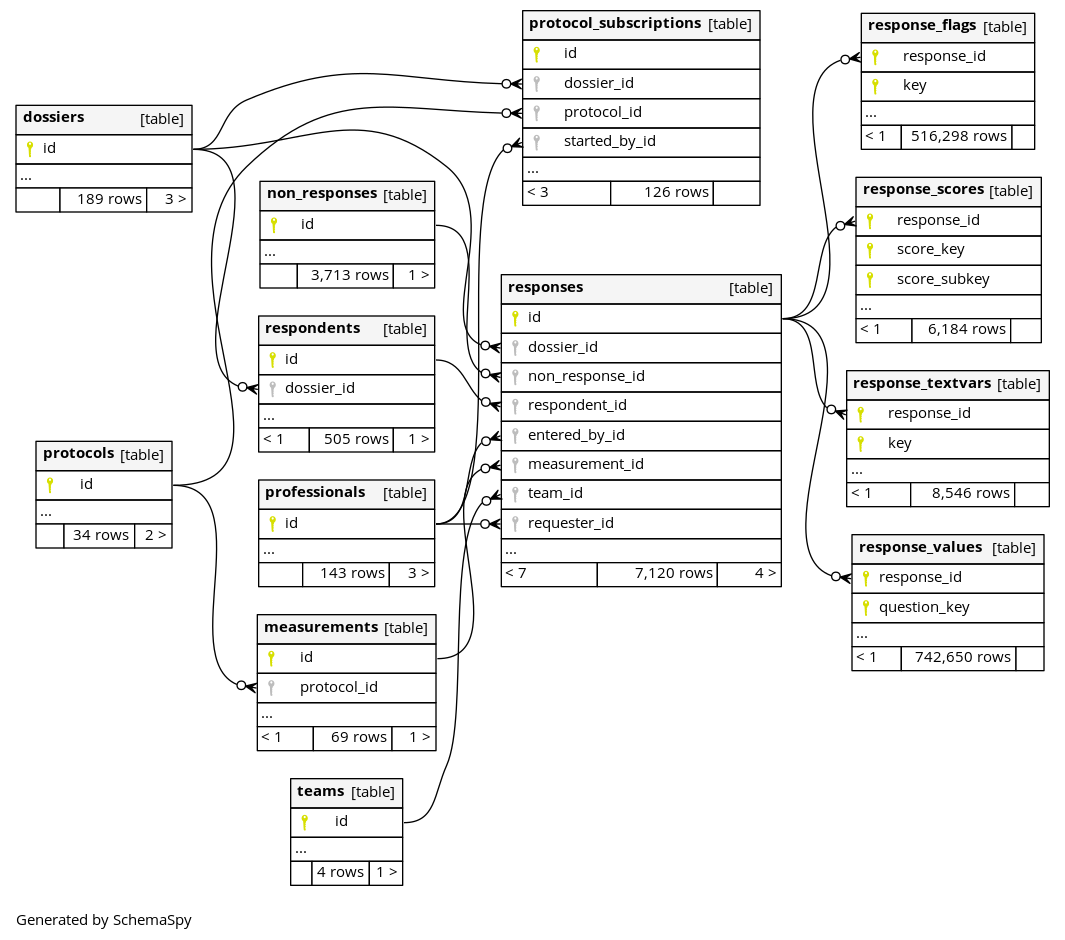 protocol_subscriptions [table]
id
dossier_id
protocol_id
started_by_id
...
< 3 126 rows
response_flags [table]
response_id
key
...
< 1 516,298 rows
dossiers [table]
id
...
189 rows 3 >
non_responses [table]
id
...
3,713 rows 1 >
response_scores [table]
response_id
score_key
score_subkey
...
< 1 6,184 rows
respondents [table]
id
dossier_id
...
< 1 505 rows 1 >
responses [table]
id
dossier_id
non_response_id
respondent_id
entered_by_id
measurement_id
team_id
requester_id
...
< 7 7,120 rows 4 >
response_textvars [table]
response_id
key
...
< 1 8,546 rows
protocols [table]
id
...
34 rows 2 >
professionals [table]
id
...
143 rows 3 >
response_values [table]
response_id
question_key
...
< 1 742,650 rows
measurements [table]
id
protocol_id
...
< 1 69 rows 1 >
teams [table]
id
...
4 rows 1 >
Generated by SchemaSpy